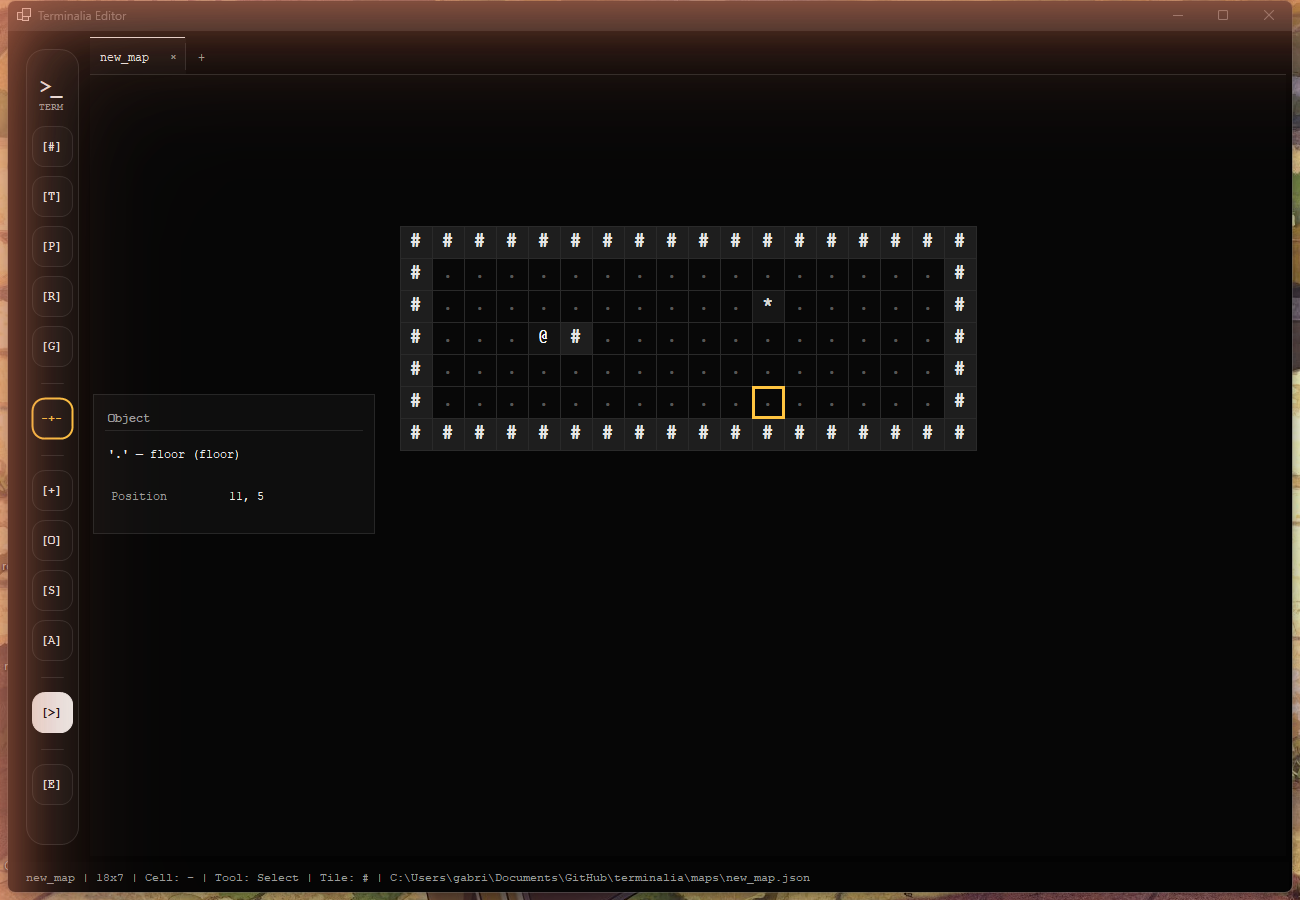 Terminalia Editor
new_map × +
>_
TERM
[#]
[T]
[P]
[R]
[G]
-+-
[+]
[O]
[S]
[A]
[>]
[E]
# # # # # # # # # # # # # # # # # #
# . . . . . . . . . . . . . . . . #
# . . . . . . . . . . * . . . . . #
# . . . @ # . . . . . . . . . . . #
# . . . . . . . . . . . . . . . . #
# . . . . . . . . . . . . . . . . #
# # # # # # # # # # # # # # # # # #
Object
'.' — floor (floor)
Position 11, 5
new_map | 18x7 | Cell: - | Tool: Select | Tile: # | C:\Users\gabri\Documents\GitHub\terminalia\maps\new_map.json